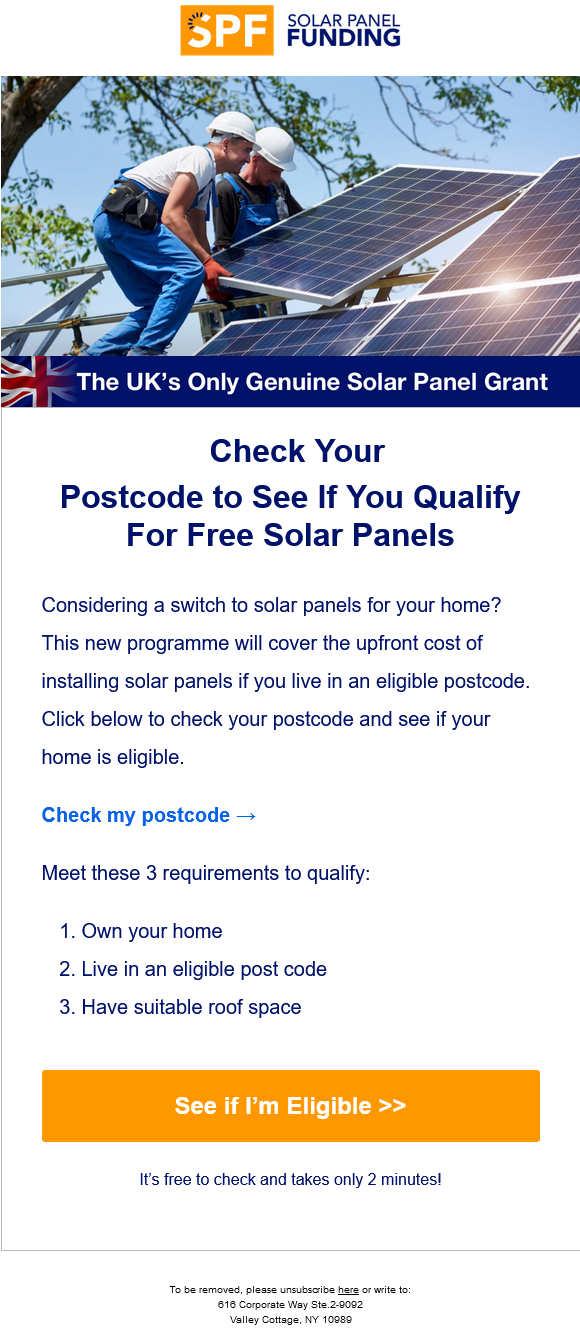 SPF SOLAR PANEL
FUNDING
The UK's Only Genuine Solar Panel Grant
Check Your
Postcode to See If You Qualify
For Free Solar Panels
Considering a switch to solar panels for your home?
This new programme will cover the upfront cost of
installing solar panels if you live in an eligible postcode.
Click below to check your postcode and see if your
home is eligible.
Check my postcode →
Meet these 3 requirements to qualify:
1. Own your home
2. Live in an eligible post code
3. Have suitable roof space
See if I'm Eligible >>
It's free to check and takes only 2 minutes!
To be removed, please unsubscribe here or write to:
616 Corporate Way Ste.2-9092
Valley Cottage, NY 10989